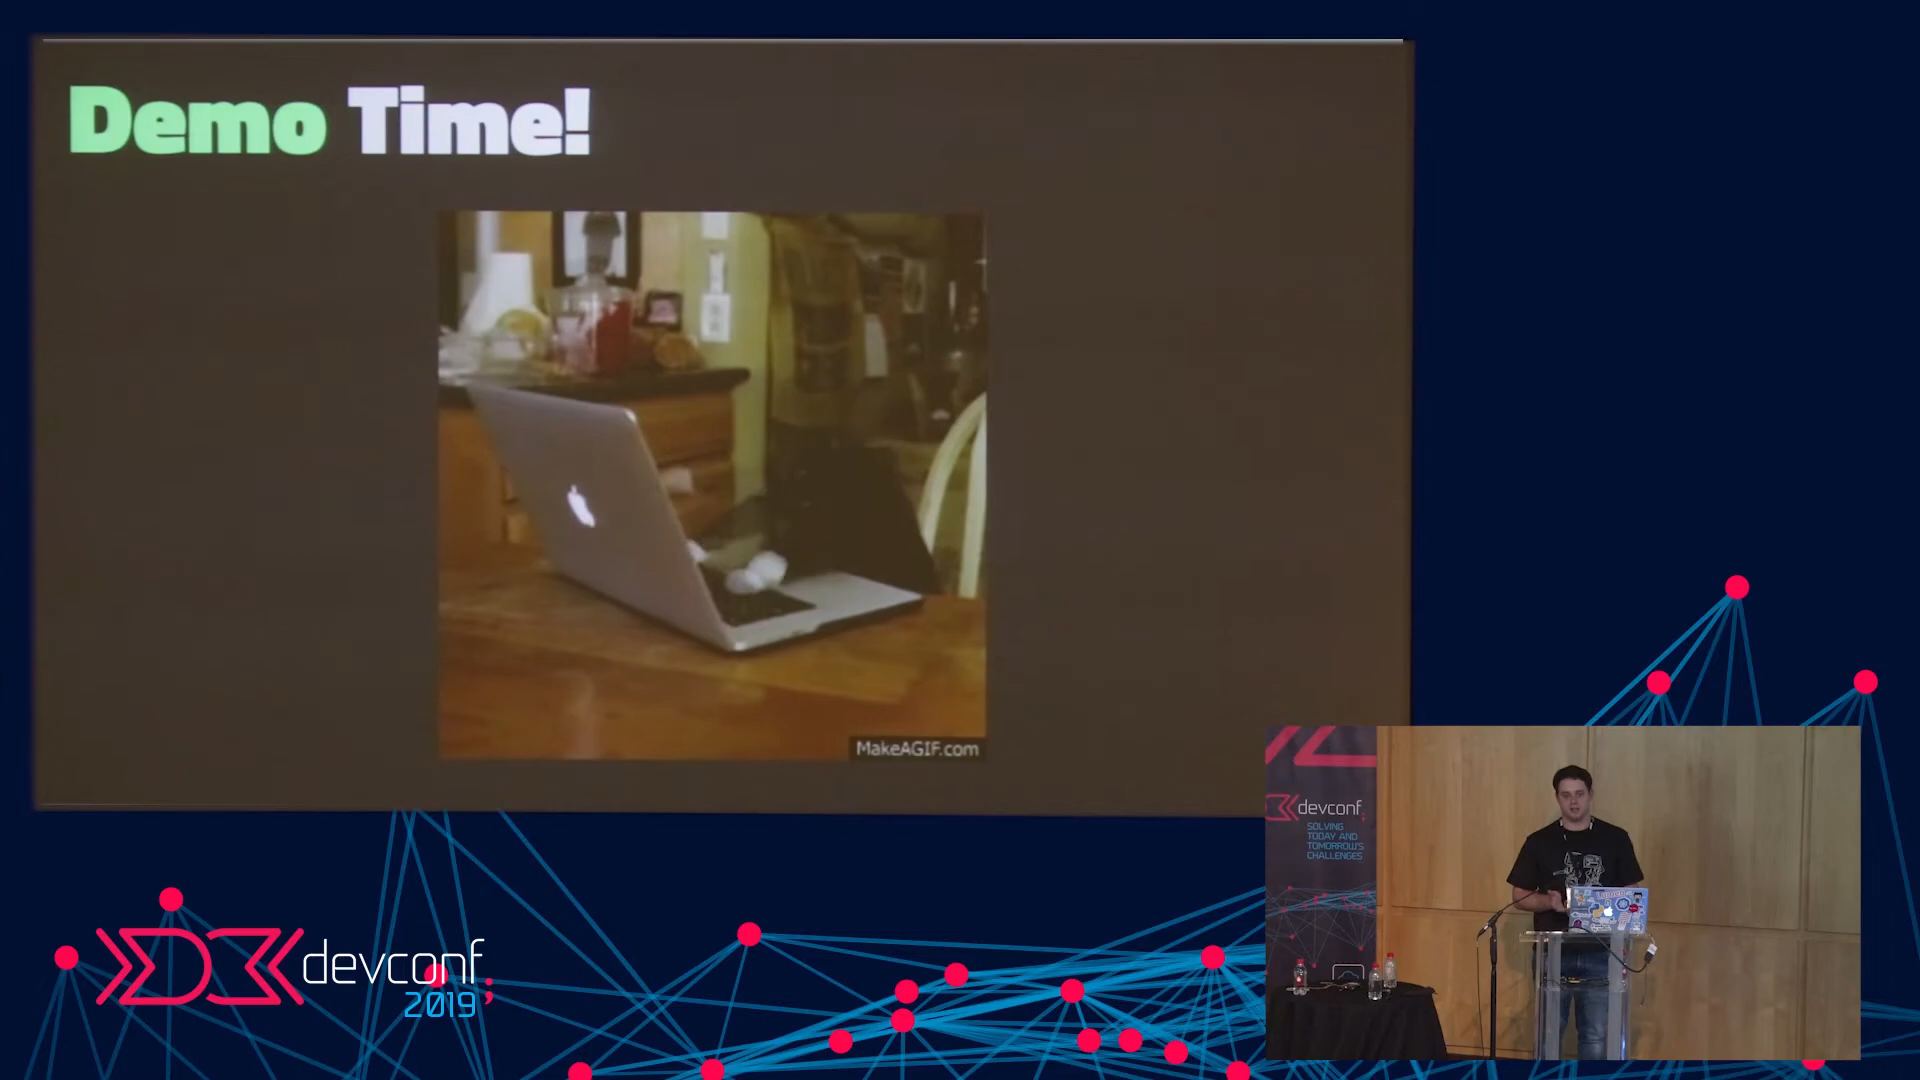 Demo Time!
MakeAGIF.com
devconf;
2019
devconf;
SOLVING
TODAY AND
TOMORROW'S
CHALLENGES